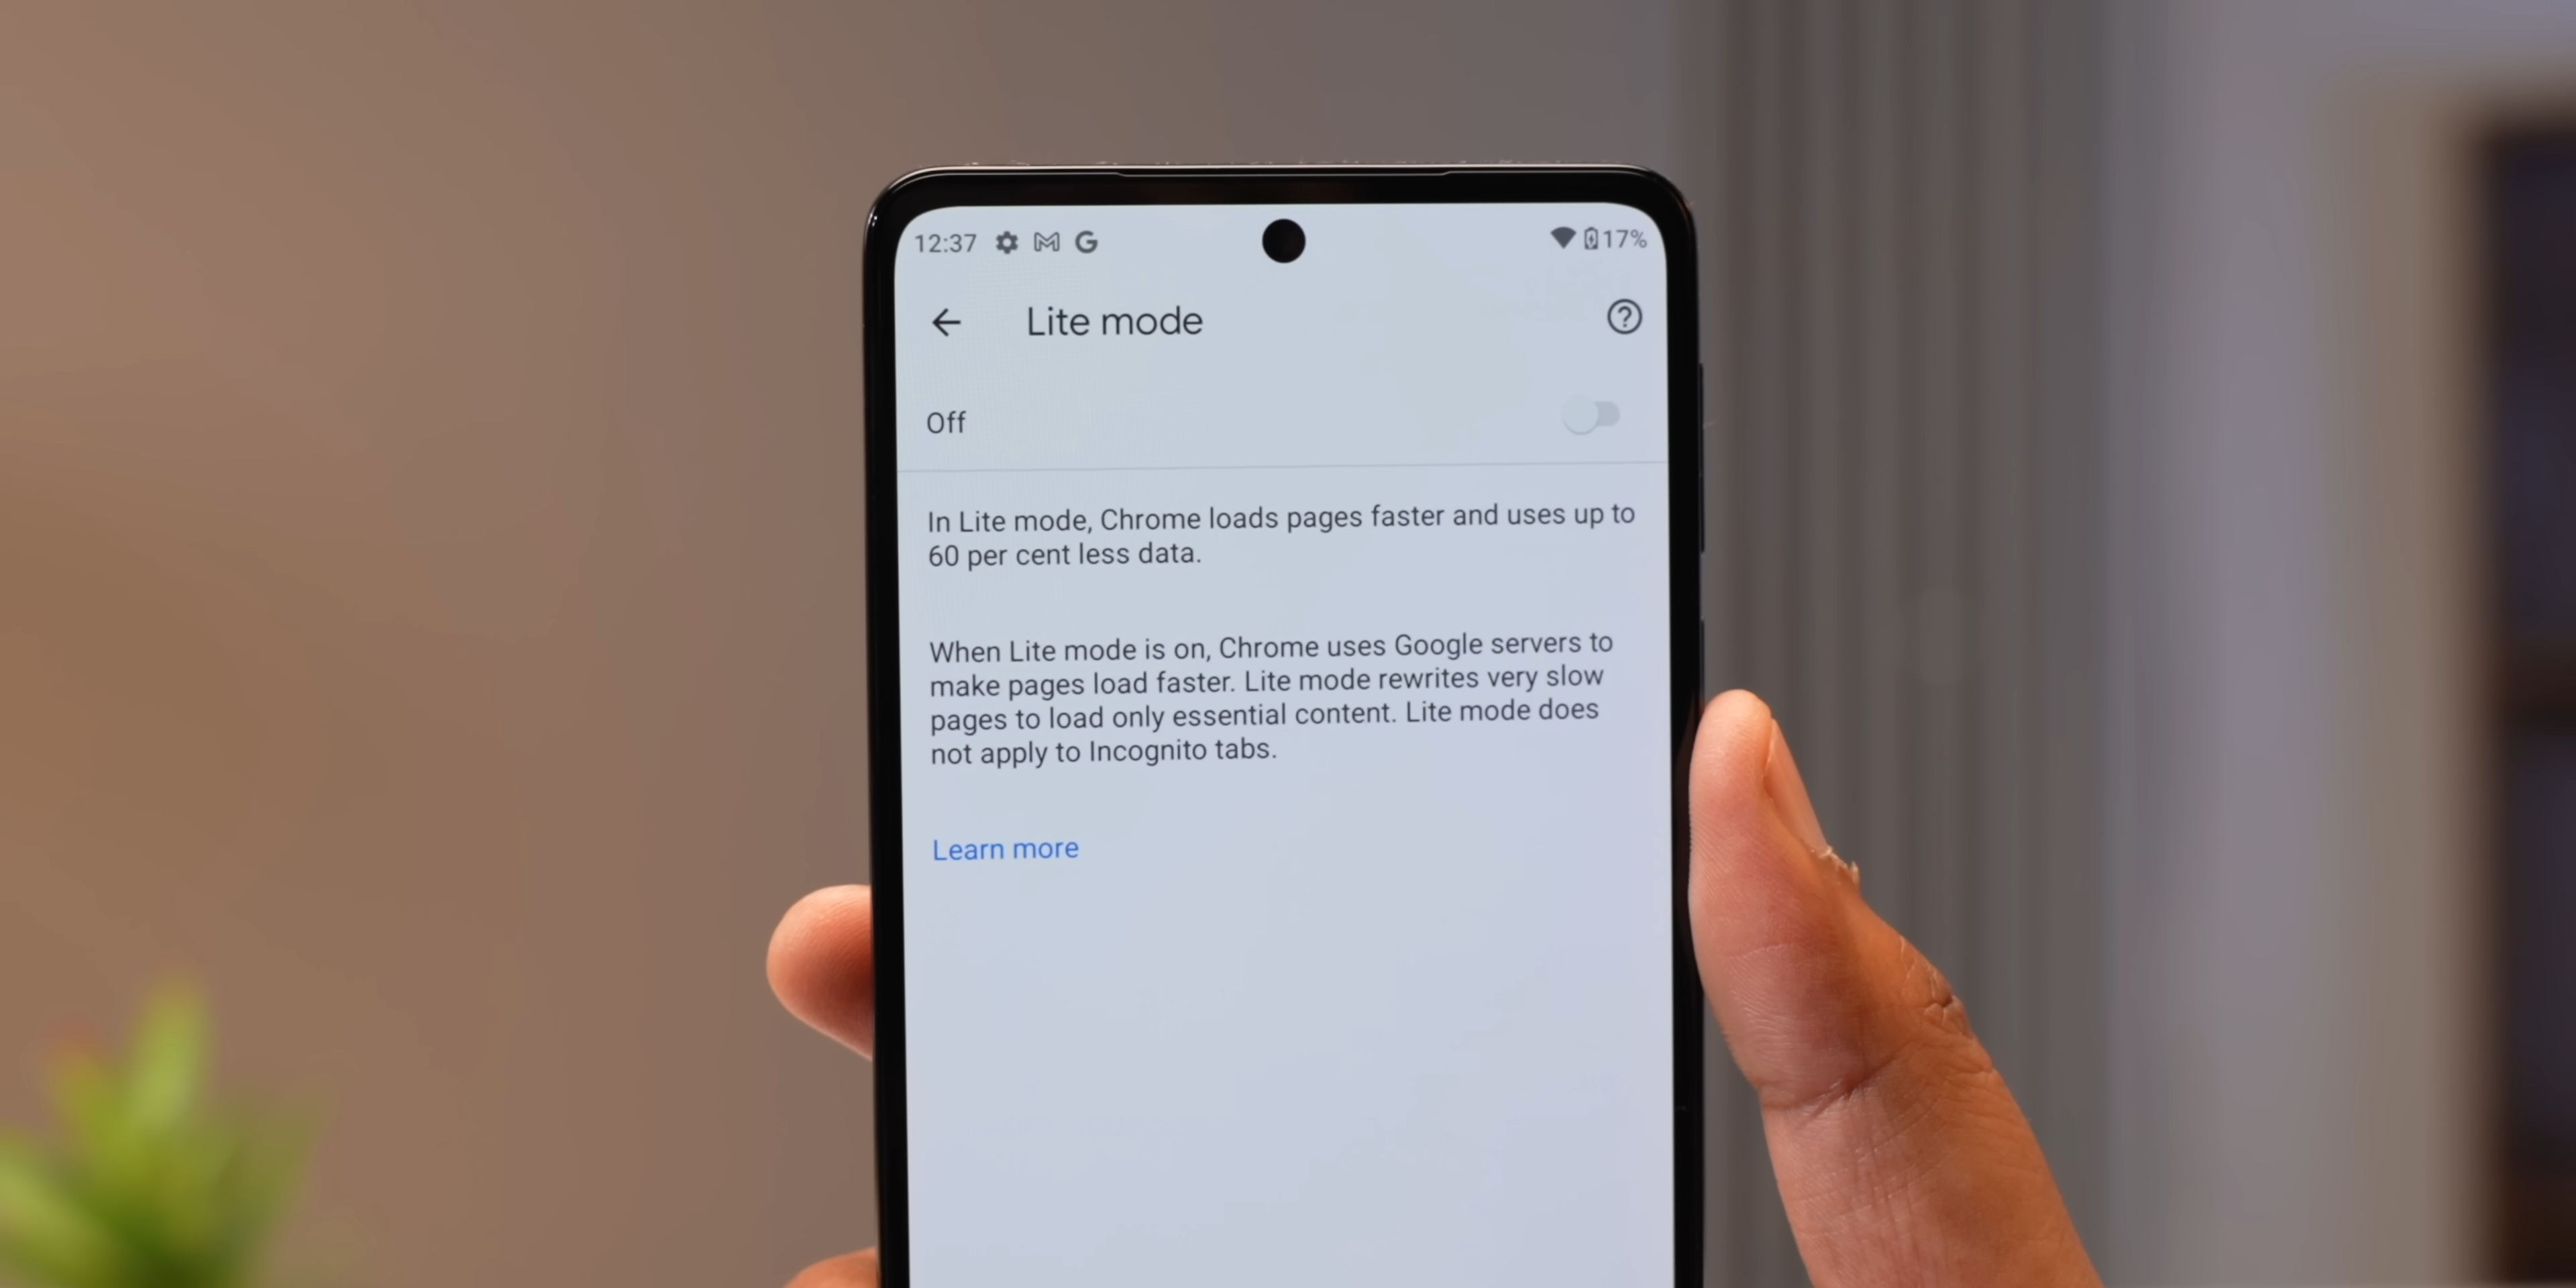 12:37 17%
Lite mode
Off
In Lite mode, Chrome loads pages faster and uses up to
60 per cent less data.
When Lite mode is on, Chrome uses Google servers to
make pages load faster. Lite mode rewrites very slow
pages to load only essential content. Lite mode does
not apply to Incognito tabs.
Learn more